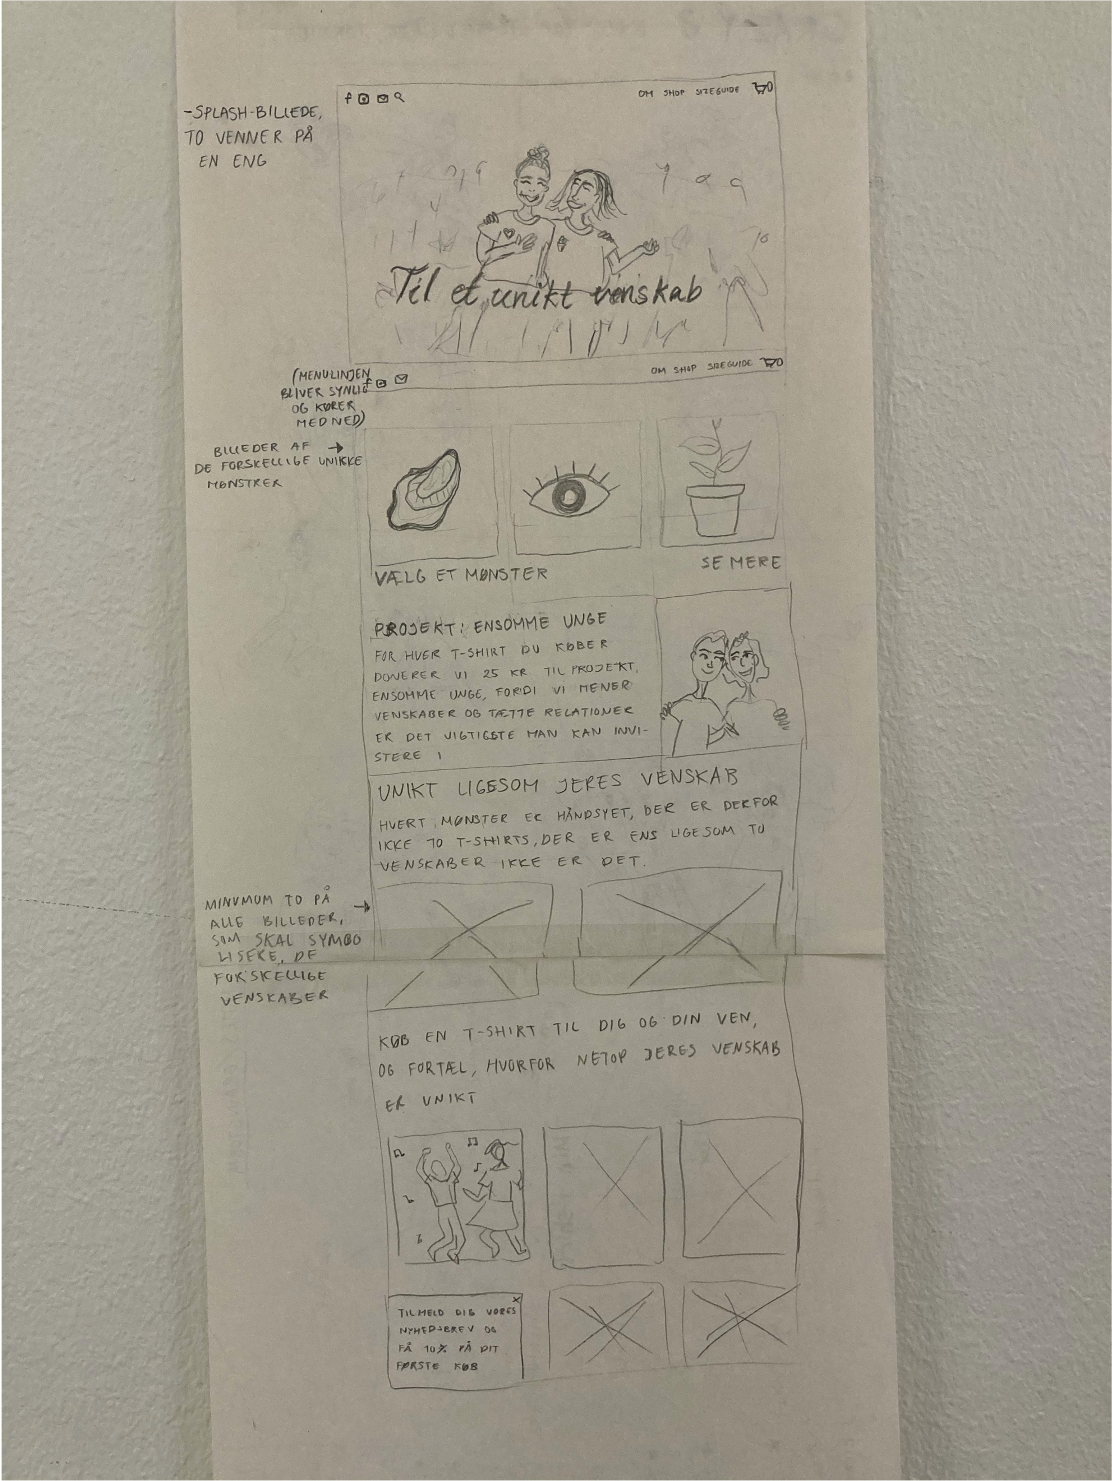 -SPLASH-BILLEDE,
TO VENNER PÅ
EN ENG
OM SHOP SIZEGUIDE
Til et unikt venskab
(MENULINJEN
BLIVER SYNLIG
OG KØRER
MED NED)
OM SHOP SIZEGUIDE
BILLEDER AF →
DE FORSKELLIGE UNIKKE
MØNSTRER
VÆLG ET MØNSTER
SE MERE
PROJEKT: ENSOMME UNGE
FOR HVER T-SHIRT DU KØBER
DONERER VI 25 KR TIL PROJEKT,
ENSOMME UNGE, FORDI VI MENER
VENSKABER OG TÆTTE RELATIONER
ER DET VIGTIGSTE MAN KAN INVI-
STERE I
UNIKT LIGESOM JERES VENSKAB
HVERT MØNSTER ER HÅNDSYET, DER ER DERFOR
IKKE TO T-SHIRTS, DER ER ENS LIGESOM TO
VENSKABER IKKE ER DET.
MINUMUM TO PÅ →
ALLE BILLEDER,
SOM SKAL SYMBO
LISERE, DE
FORSKELLIGE
VENSKABER
KØB EN T-SHIRT TIL DIG OG DIN VEN,
OG FORTÆL, HVORFOR NETOP JERES VENSKAB
ER UNIKT
TILMELD DIG VORES
NYHEDSBREV OG
FÅ 10% PÅ DIT
FØRSTE KØB